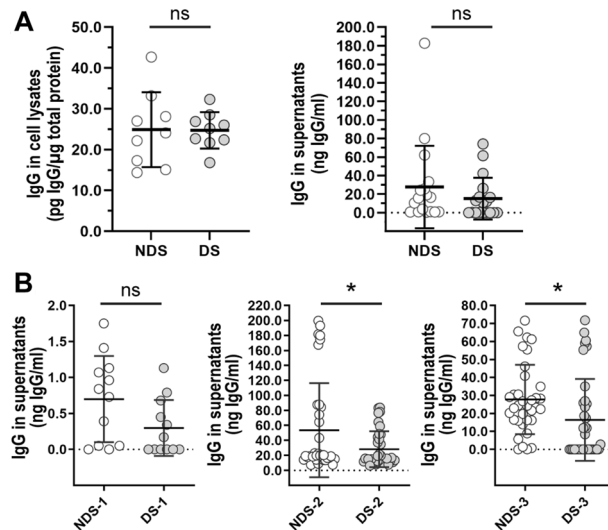 A
ns
ns
IgG in cell lysates
(pg IgG/µg total protein)
50.0
40.0
30.0
20.0
10.0
0.0
NDS
DS
IgG in supernatants
(ng IgG/ml)
200.0
180.0
160.0
140.0
120.0
100.0
80.0
60.0
40.0
20.0
0.0
NDS
DS
B
ns
*
*
IgG in supernatants
(ng IgG/ml)
2.0
1.5
1.0
0.5
0.0
NDS-1
DS-1
IgG in supernatants
(ng IgG/ml)
220.0
200.0
180.0
160.0
140.0
120.0
100.0
80.0
60.0
40.0
20.0
0.0
NDS-2
DS-2
IgG in supernatants
(ng IgG/ml)
80.0
70.0
60.0
50.0
40.0
30.0
20.0
10.0
0.0
NDS-3
DS-3